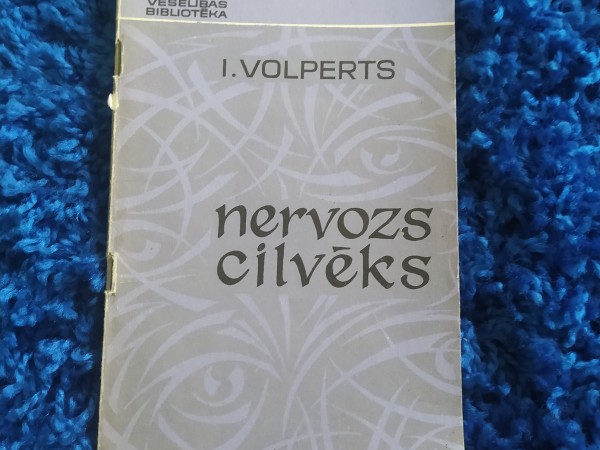 VESELĪBAS
BIBLIOTĒKA
I.VOLPERTS
nervozs
cilvēks